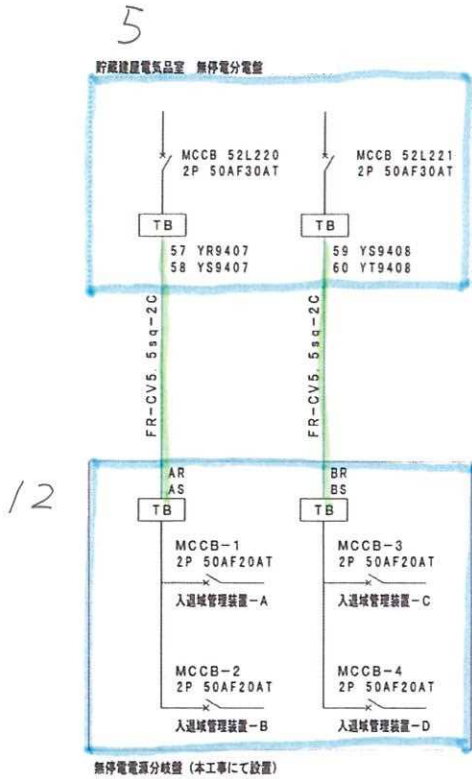 5
貯蔵建屋電気品室 無停電分電盤
MCCB 52L220
2P 50AF30AT
MCCB 52L221
2P 50AF30AT
TB
TB
57 YR9407
58 YS9407
59 YS9408
60 YT9408
FR-CV5.5sq-2C
FR-CV5.5sq-2C
12
AR
AS
BR
BS
TB
TB
MCCB-1
2P 50AF20AT
入退域管理装置-A
MCCB-3
2P 50AF20AT
入退域管理装置-C
MCCB-2
2P 50AF20AT
入退域管理装置-B
MCCB-4
2P 50AF20AT
入退域管理装置-D
無停電電源分岐盤(本工事にて設置)